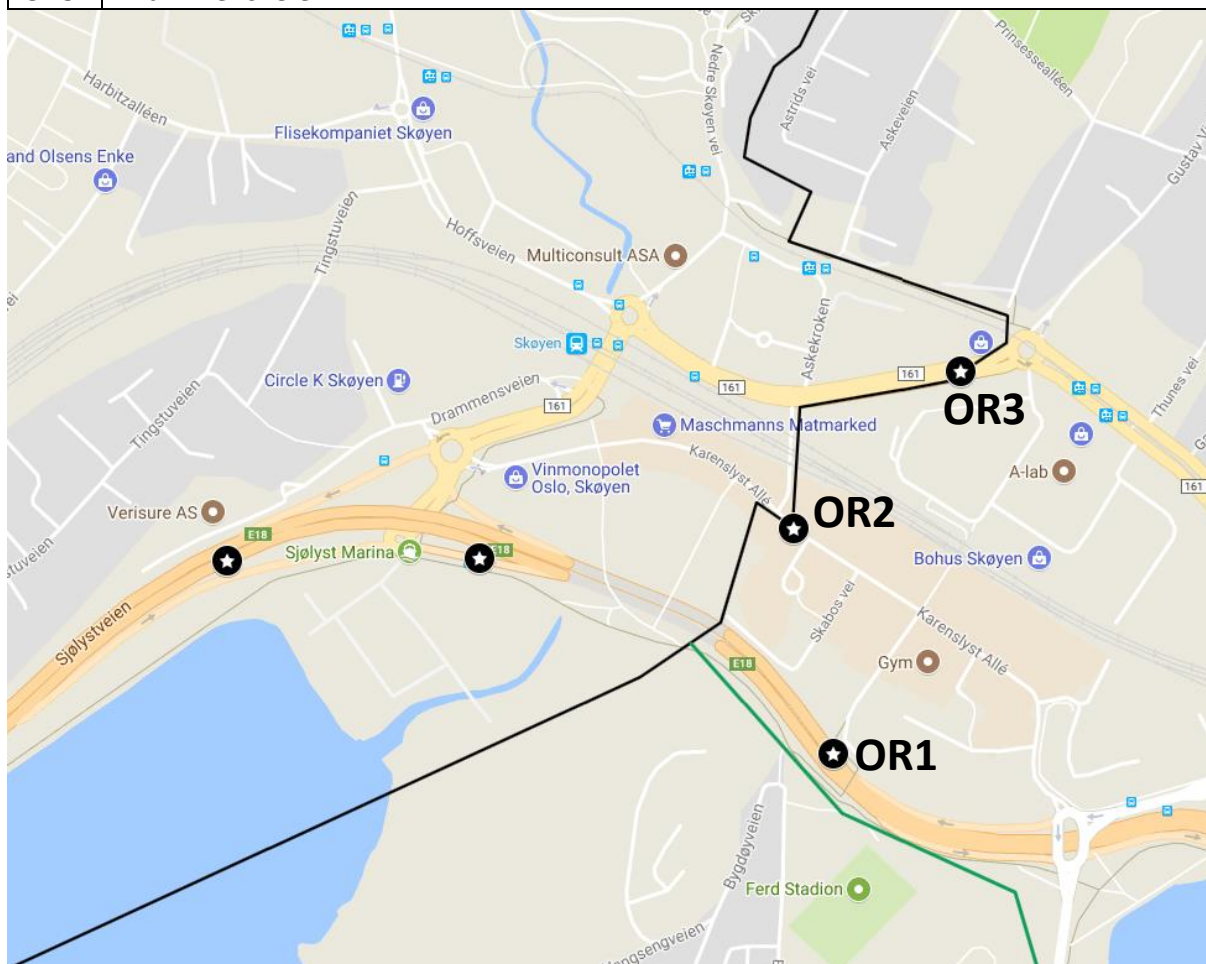 Harbitzalléen
Flisekompaniet Skøyen
and Olsens Enke
Nedre Skøyen vei
Astrids vei
Askeveien
Prinsessealléen
Tingstuveien
Hoffsveien
Multiconsult ASA
Skøyen
161
161
161
161
Askekroken
Thunes vei
Circle K Skøyen
Drammensveien
OR3
Maschmanns Matmarked
Tingstuveien
Vinmonopolet
Oslo, Skøyen
Karenslyst Allé
A-lab
Verisure AS
OR2
E18
Sjølyst Marina
E18
Bohus Skøyen
Sjølystveien
Skabos vei
Karenslyst Allé
E18
Gym
OR1
Bygdøyveien
Ferd Stadion